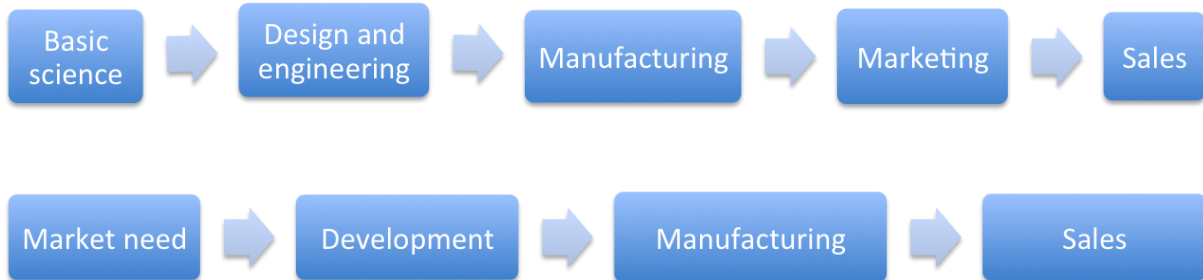 Basic
science
Design and
engineering
Manufacturing
Marketing
Sales
Market need
Development
Manufacturing
Sales